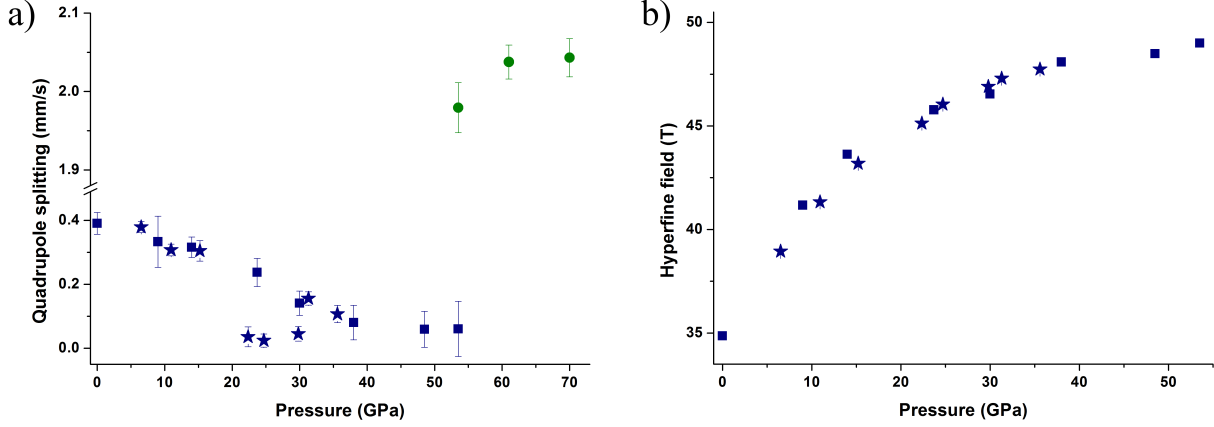 a)
Quadrupole splitting (mm/s)
2.1
2.0
1.9
0.4
0.2
0.0
0 10 20 30 40 50 60 70
Pressure (GPa)
b)
Hyperfine field (T)
50
45
40
35
0 10 20 30 40 50
Pressure (GPa)